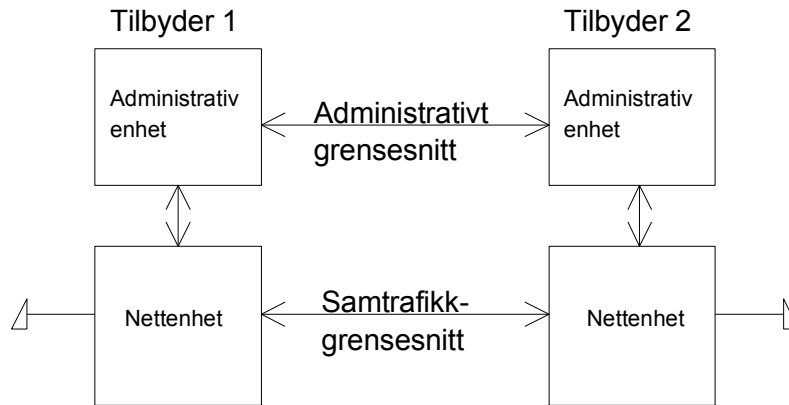 Tilbyder 1
Tilbyder 2
Administrativ
enhet
Administrativt
grensesnitt
Administrativ
enhet
Nettenhet
Samtrafikk-
grensesnitt
Nettenhet